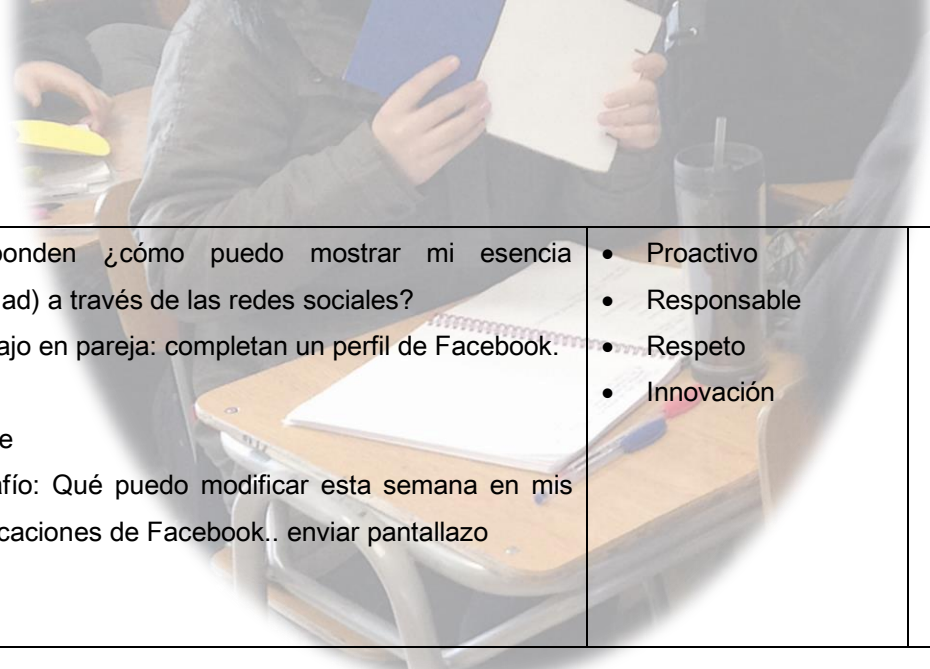 ponden ¿cómo puedo mostrar mi esencia
ad) a través de las redes sociales?
ajo en pareja: completan un perfil de Facebook.
e
afío: Qué puedo modificar esta semana en mis
caciones de Facebook.. enviar pantallazo
• Proactivo
• Responsable
• Respeto
• Innovación